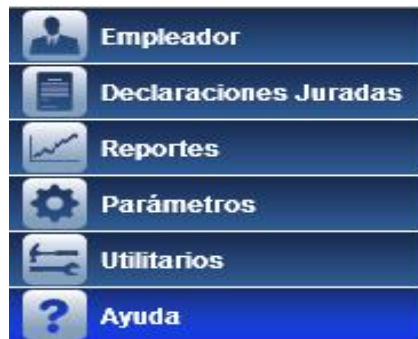 Empleador
Declaraciones Juradas
Reportes
Parámetros
Utilitarios
? Ayuda